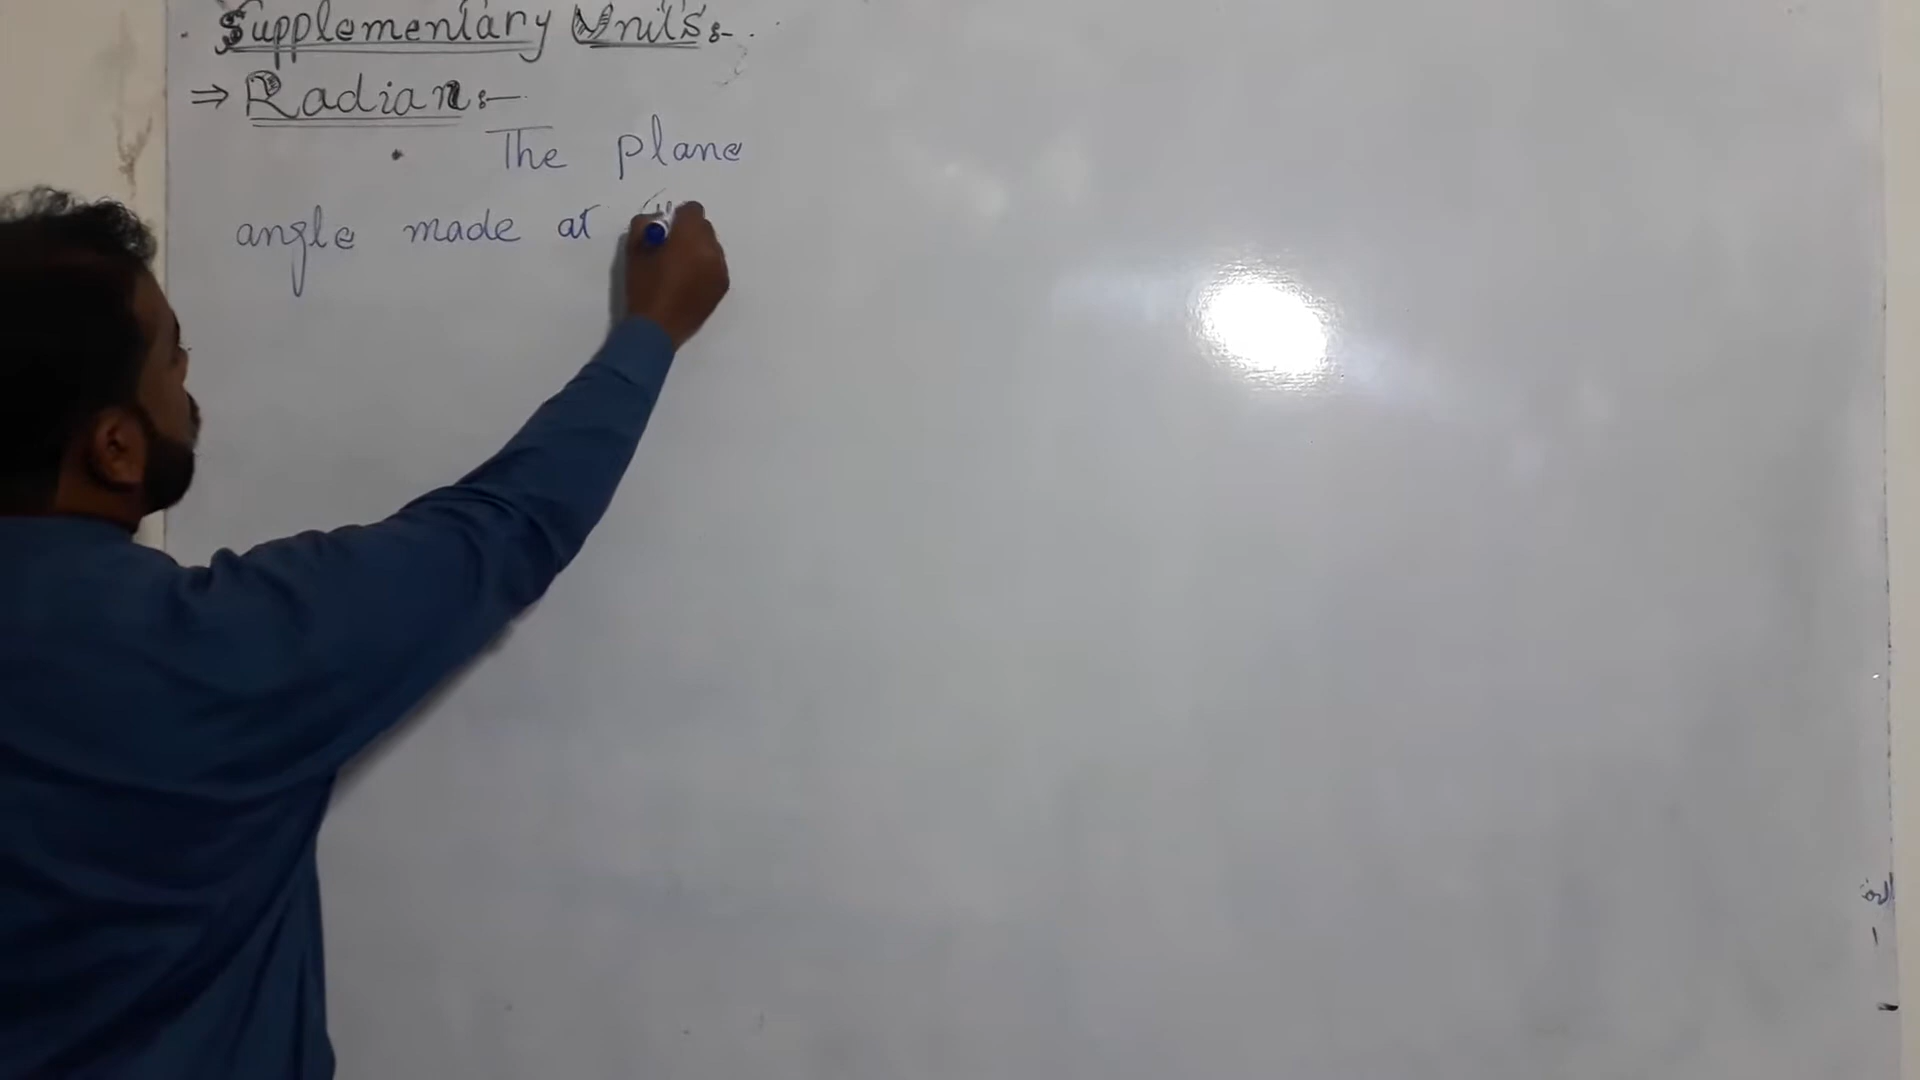 Supplementary Units:-
⇒ Radian:-
The plane
angle made at